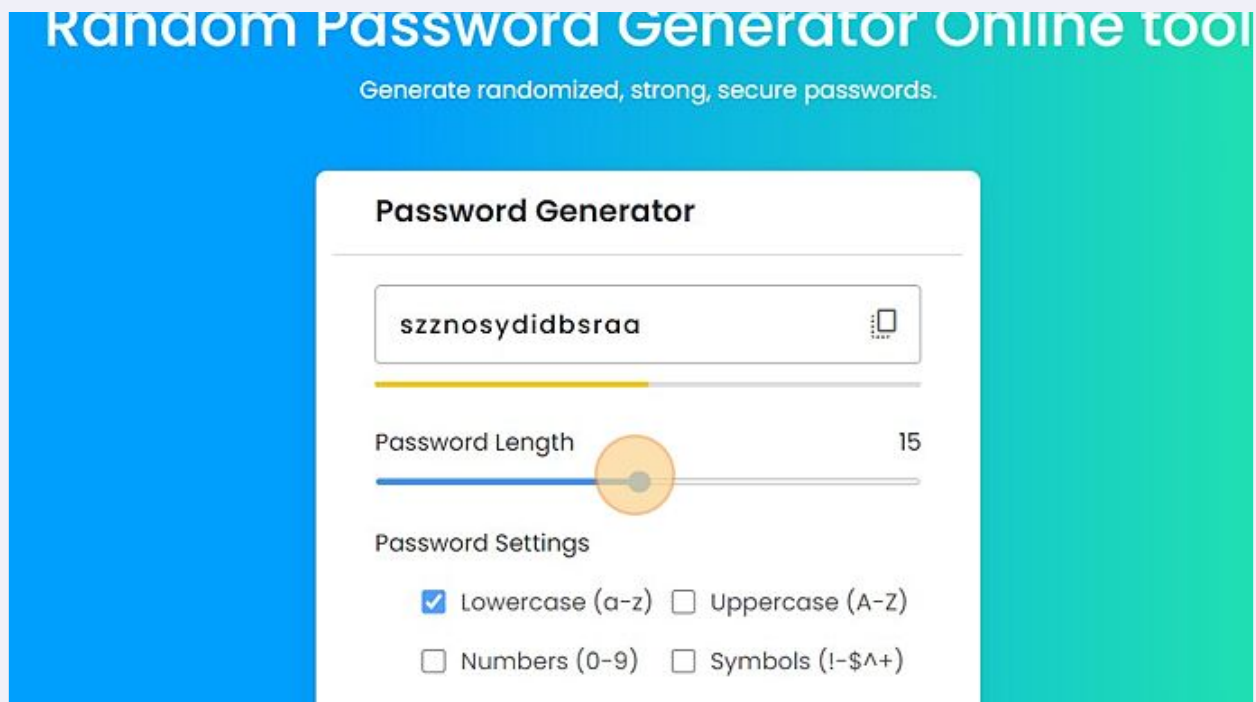 Random Password Generator Online tool
Generate randomized, strong, secure passwords.
Password Generator
szznosydidbsraa
Password Length 15
Password Settings
Lowercase (a-z) Uppercase (A-Z)
Numbers (0-9) Symbols (!-$^+)